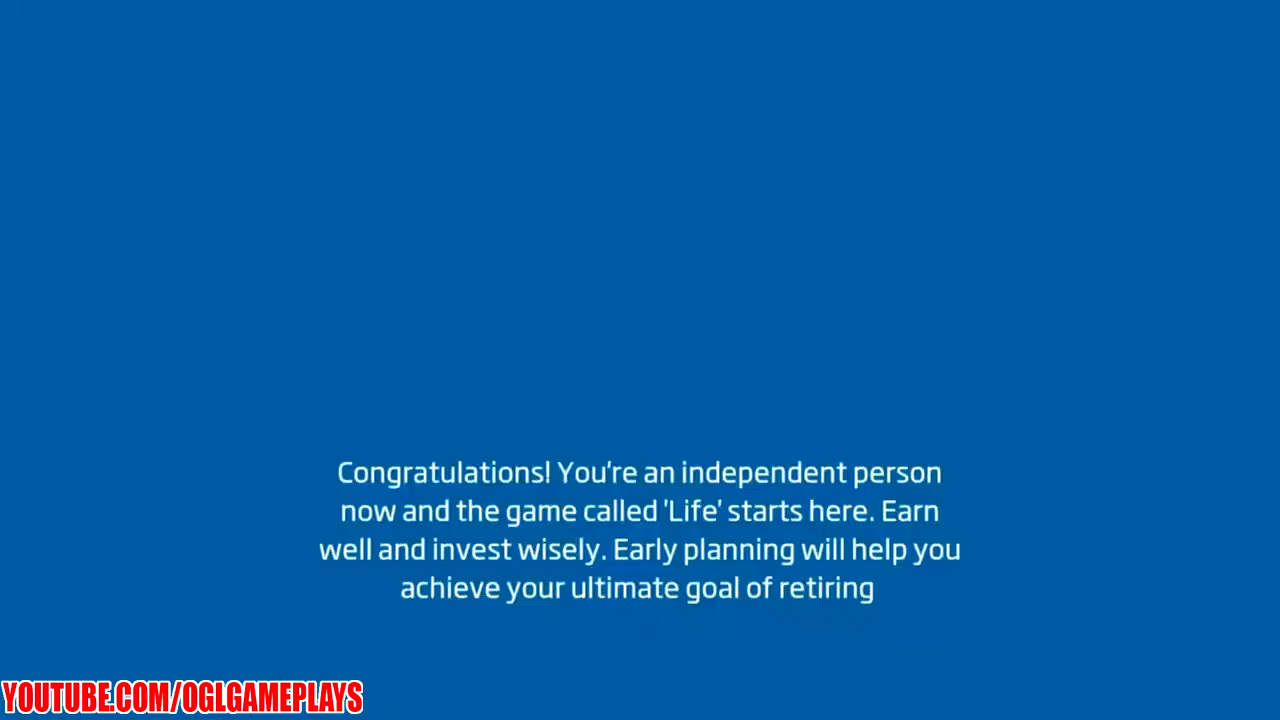 Congratulations! You're an independent person
now and the game called 'Life' starts here. Earn
well and invest wisely. Early planning will help you
achieve your ultimate goal of retiring
YOUTUBE.COM/OGLGAMEPLAYS